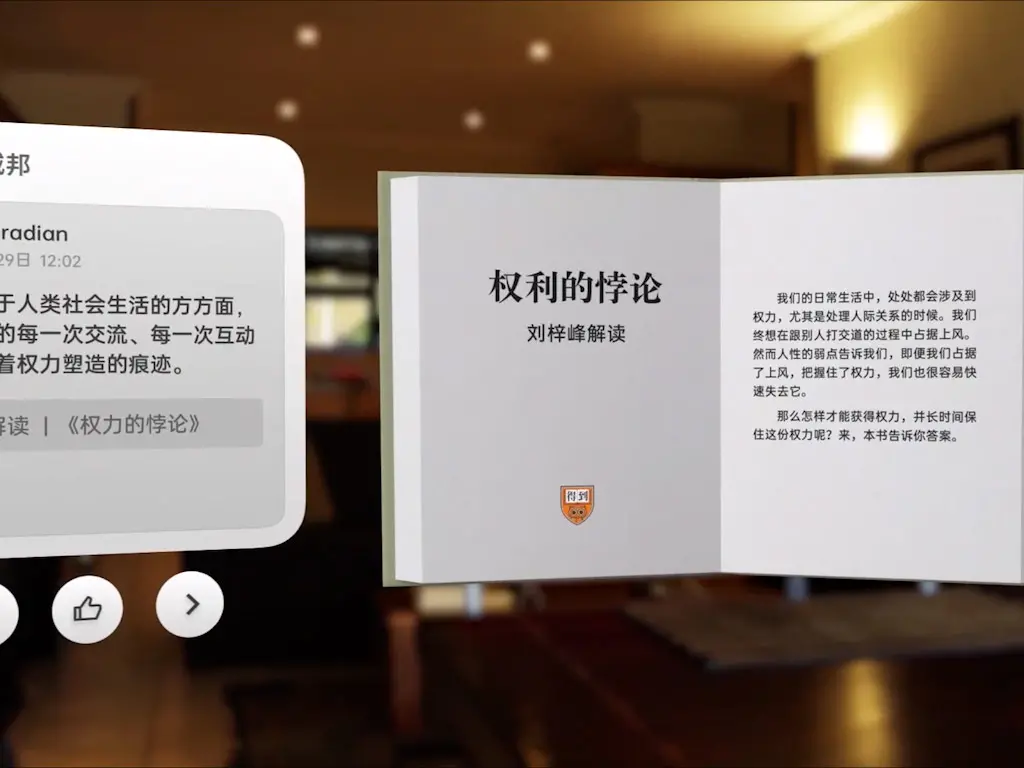 邦
radian
29日 12:02
于人类社会生活的方方面，
的每一次交流、每一次互动
着权力塑造的痕迹。
解读 | 《权力的悖论》
权利的悖论
刘梓峰解读
得到
我们的日常生活中，处处都会涉及到
权力，尤其是处理人际关系的时候。我们
终想在跟别人打交道的过程中占据上风。
然而人性的弱点告诉我们，即便我们占据
了上风，把握住了权力，我们也很容易快
速失去它。
那么怎样才能获得权力，并长时间保
住这份权力呢？来，本书告诉你答案。